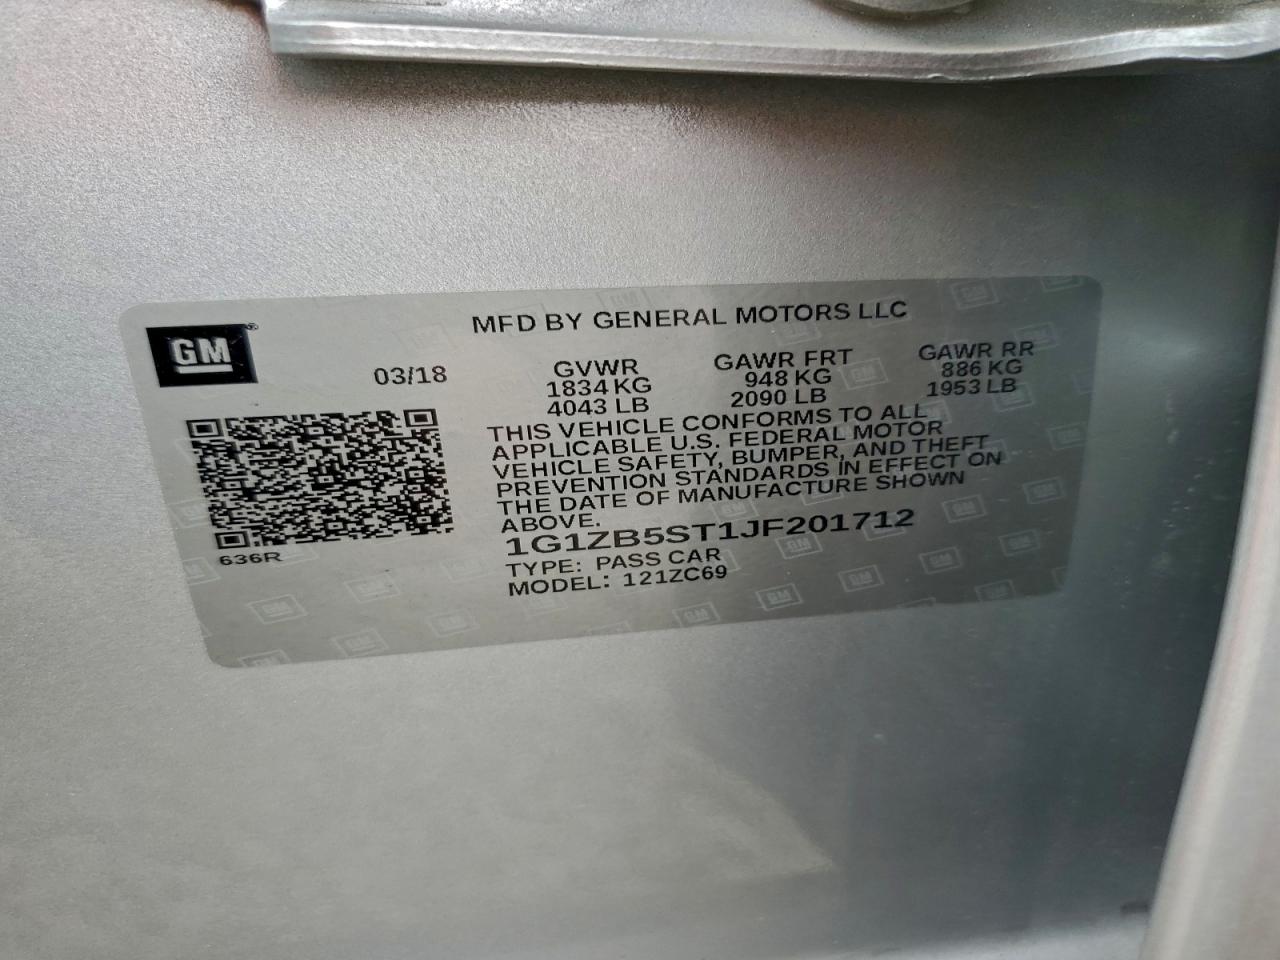 GM®
MFD BY GENERAL MOTORS LLC
03/18
GVWR GAWR FRT GAWR RR
1834 KG 948 KG 886 KG
4043 LB 2090 LB 1953 LB
THIS VEHICLE CONFORMS TO ALL
APPLICABLE U.S. FEDERAL MOTOR
VEHICLE SAFETY, BUMPER, AND THEFT
PREVENTION STANDARDS IN EFFECT ON
THE DATE OF MANUFACTURE SHOWN
ABOVE.
1G1ZB5ST1JF201712
TYPE: PASS CAR
MODEL: 121ZC69
636R